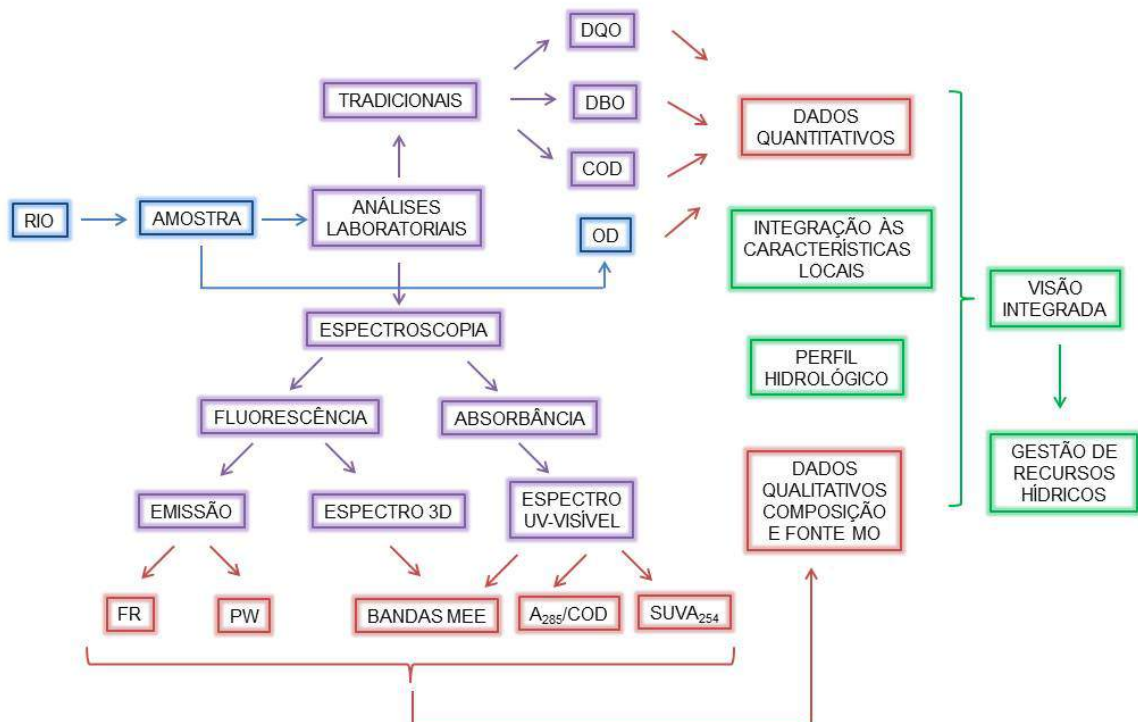 DQO
TRADICIONAIS
DBO
DADOS
QUANTITATIVOS
COD
RIO
AMOSTRA
ANÁLISES
LABORATORIAIS
OD
INTEGRAÇÃO ÀS
CARACTERÍSTICAS
LOCAIS
VISÃO
INTEGRADA
ESPECTROSCOPIA
PERFIL
HIDROLÓGICO
FLUORESCÊNCIA
ABSORBÂNCIA
GESTÃO DE
RECURSOS
HÍDRICOS
DADOS
QUALITATIVOS
COMPOSIÇÃO
E FONTE MO
EMISSÃO
ESPECTRO 3D
ESPECTRO
UV-VISÍVEL
FR
PW
BANDAS MEE
A₂₈₅/COD
SUVA₂₅₄